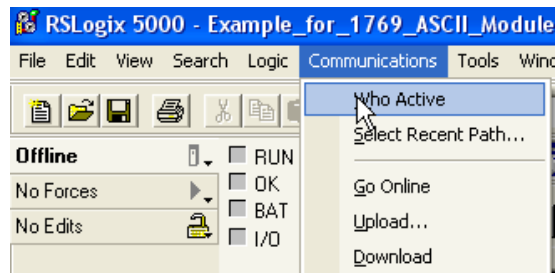 RSLogix 5000 - Example_for_1769_ASCII_Module
File Edit View Search Logic Communications Tools
Who Active
Select Recent Path...
Offline
RUN
No Forces
OK
Go Online
BAT
Upload...
No Edits
I/O
Download